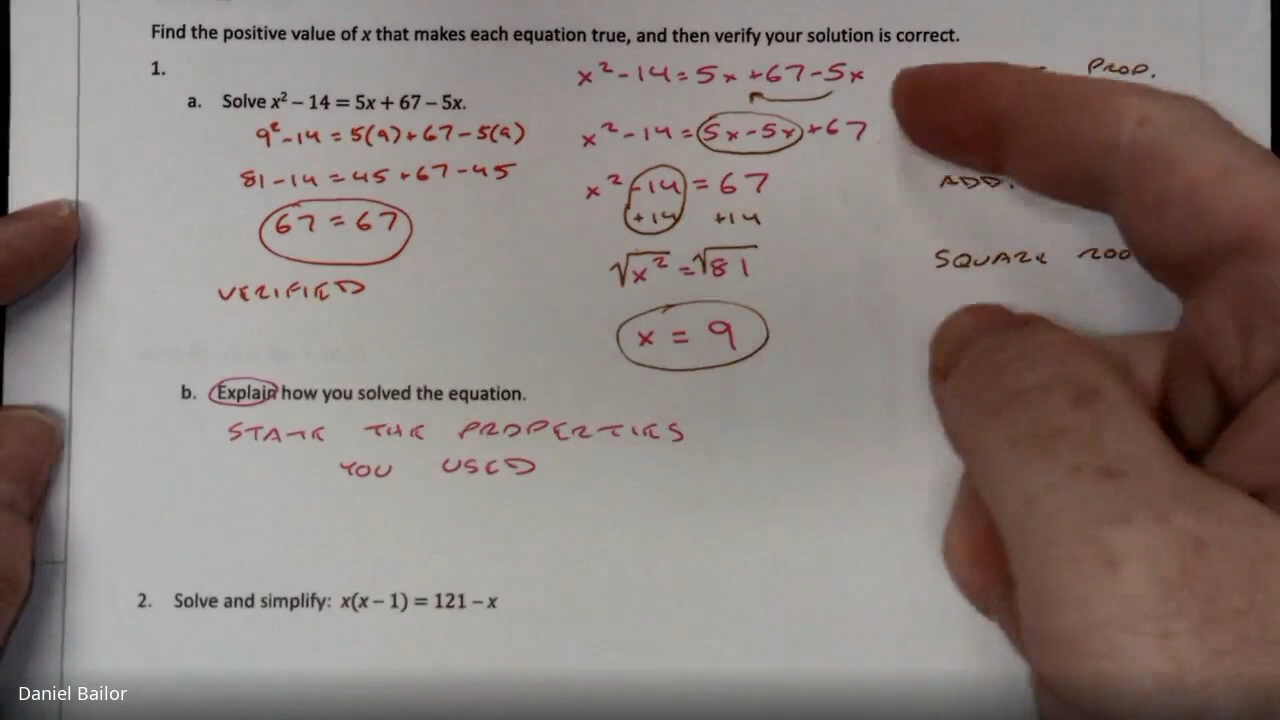 Find the positive value of x that makes each equation true, and then verify your solution is correct.
1.
x² - 14 = 5x + 67 - 5x
PROP.
a. Solve x² – 14 = 5x + 67 – 5x.
9² - 14 = 5(9) + 67 - 5(9)
x² - 14 = 5x - 5x + 67
81 - 14 = 45 + 67 - 45
x² - 14 = 67
ADD.
+14 +14
67 = 67
√x² = √81
SQUARE ROO
VERIFIED
x = 9
b. Explain how you solved the equation.
STATE THE PROPERTIES
YOU USED
2. Solve and simplify: x(x – 1) = 121 – x
Daniel Bailor